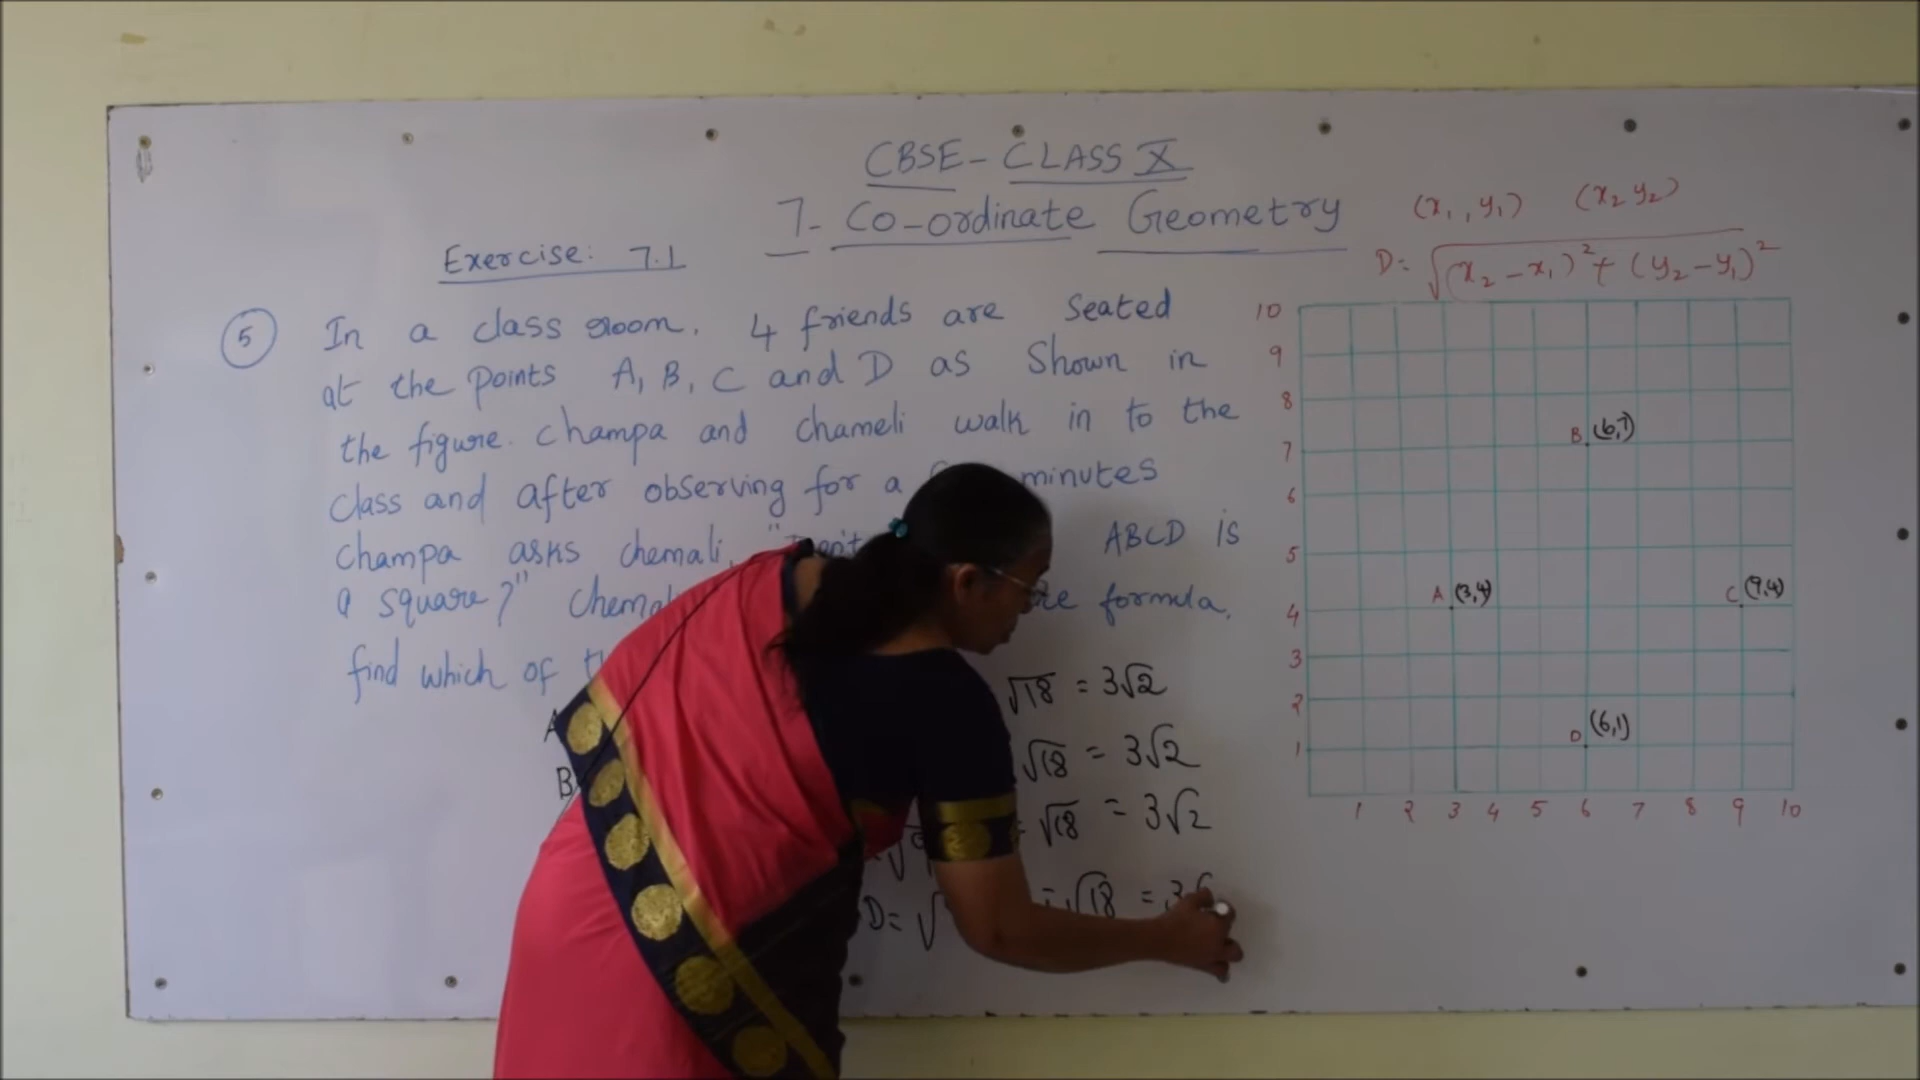 CBSE - CLASS X
7- Co-ordinate Geometry
(x₁, y₁) (x₂ y₂)
Exercise: 7.1
D= √(x₂ - x₁)² + (y₂ - y₁)²
5 In a class room, 4 friends are seated
at the points A, B, C and D as shown in
the figure. champa and chameli walk in to the
class and after observing for a minutes
champa asks chemali, ABCD is
a square?" formula,
find which of
√18 = 3√2
√18 = 3√2
= √18 = 3√2
D= √ = √18 = 3
10
9
8
7
6
5
4
3
2
1
B (6,7)
A (3,4)
C (9,4)
D (6,1)
1 2 3 4 5 6 7 8 9 10